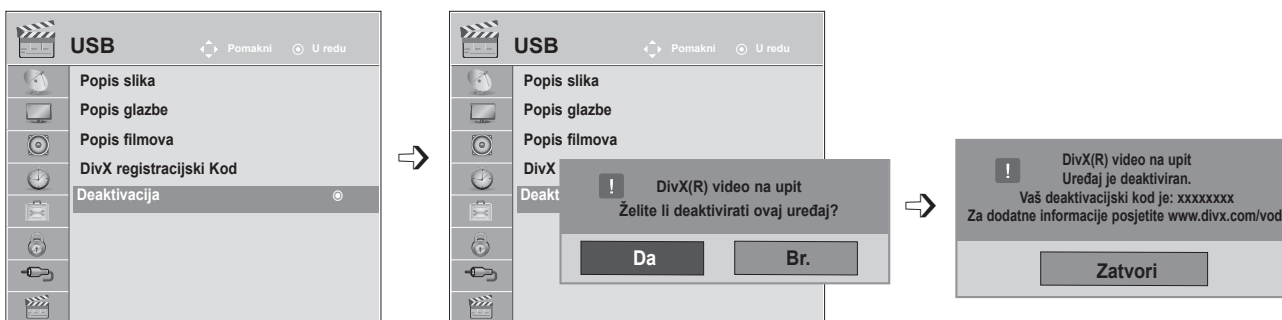 USB
Pomakni U redu
Popis slika
Popis glazbe
Popis filmova
DivX registracijski Kod
Deaktivacija
USB
Pomakni U redu
Popis slika
Popis glazbe
Popis filmova
DivX
Deakt
! DivX(R) video na upit
Želite li deaktivirati ovaj uređaj?
Da Br.
! DivX(R) video na upit
Uređaj je deaktiviran.
Vaš deaktivacijski kod je: xxxxxxxx
Za dodatne informacije posjetite www.divx.com/vod
Zatvori